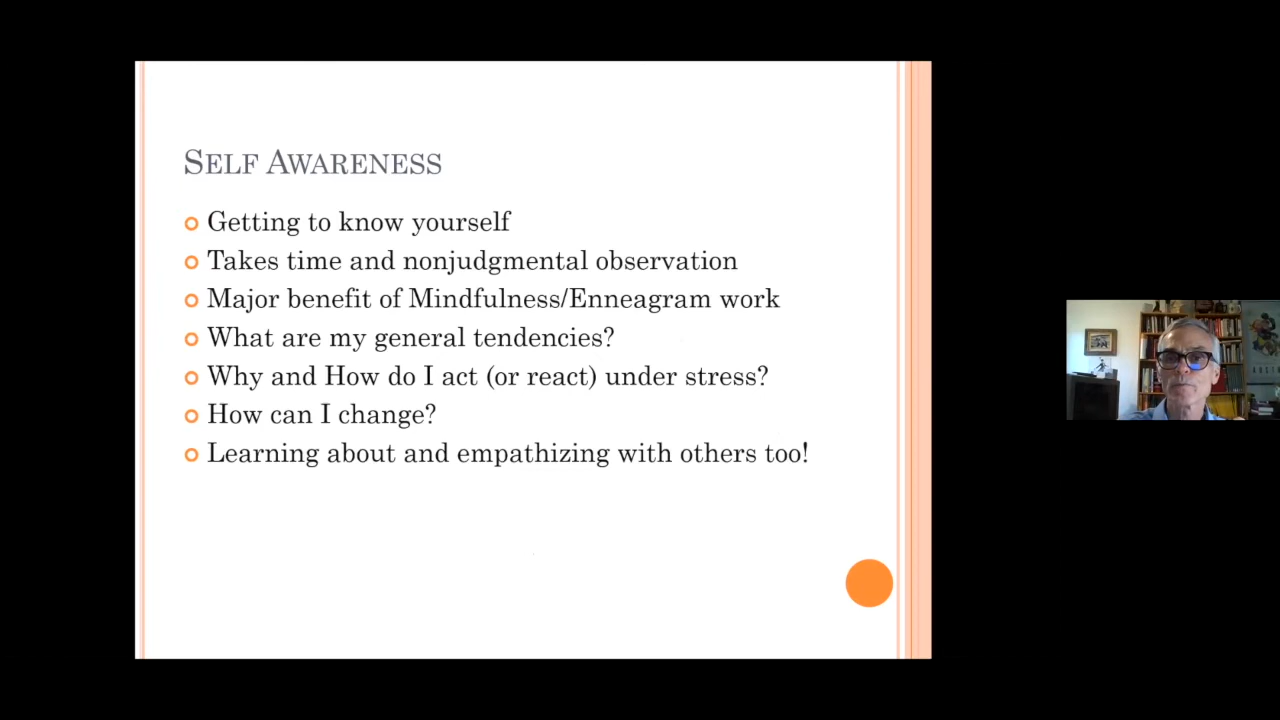 SELF AWARENESS
Getting to know yourself
Takes time and nonjudgmental observation
Major benefit of Mindfulness/Enneagram work
What are my general tendencies?
Why and How do I act (or react) under stress?
How can I change?
Learning about and empathizing with others too!